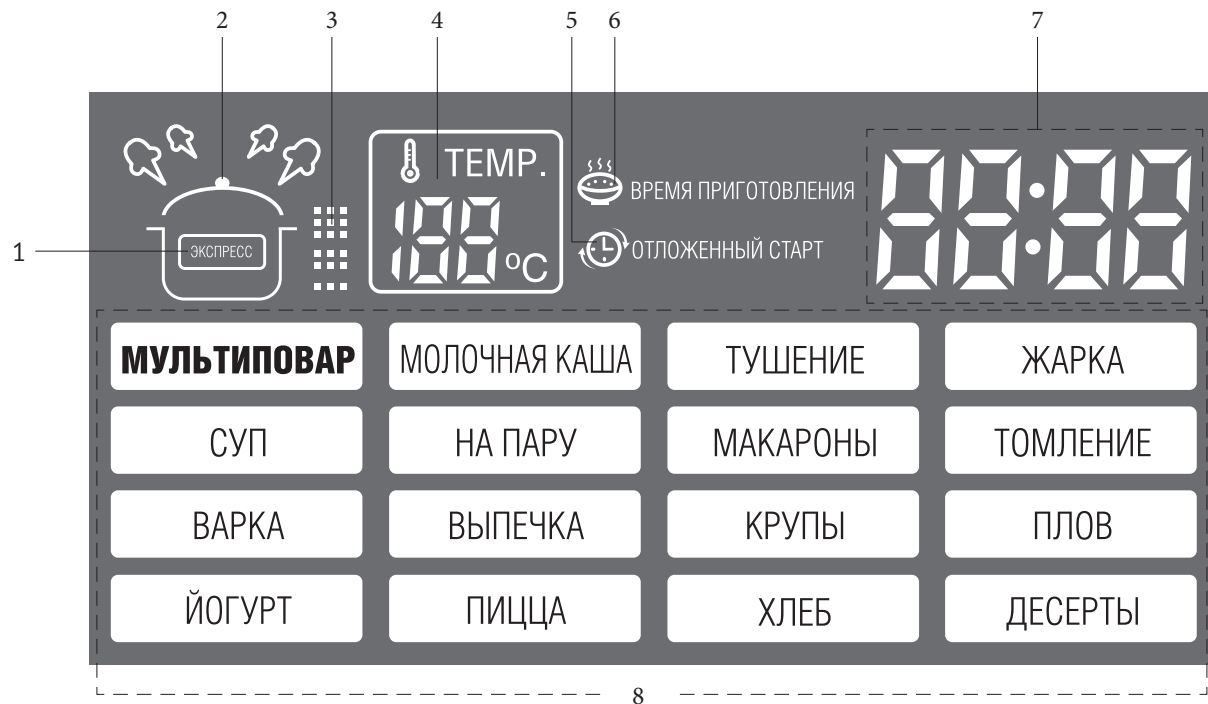 2 3 4 5 6 7
TEMP.
188 °C
ВРЕМЯ ПРИГОТОВЛЕНИЯ
88:88
1
ЭКСПРЕСС
ОТЛОЖЕННЫЙ СТАРТ
МУЛЬТИПОВАР МОЛОЧНАЯ КАША ТУШЕНИЕ ЖАРКА
СУП НА ПАРУ МАКАРОНЫ ТОМЛЕНИЕ
ВАРКА ВЫПЕЧКА КРУПЫ ПЛОВ
ЙОГУРТ ПИЦЦА ХЛЕБ ДЕСЕРТЫ
8